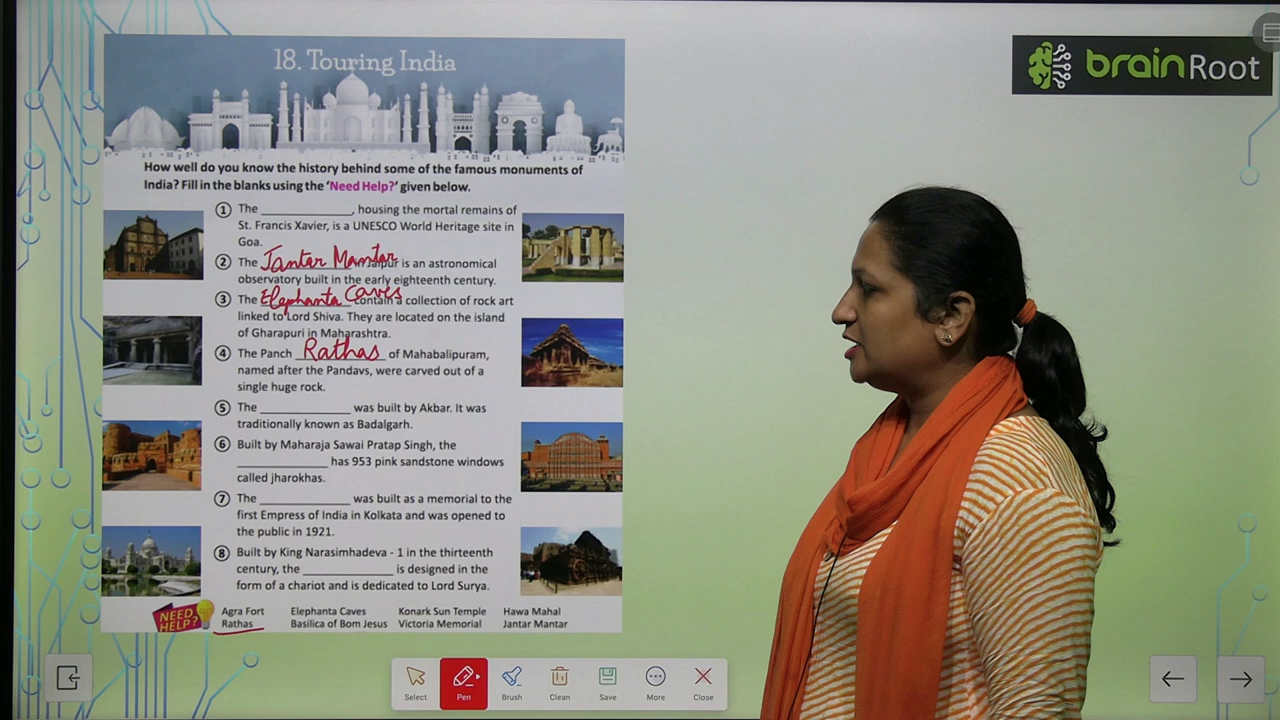 brainRoot
18. Touring India
How well do you know the history behind some of the famous monuments of
India? Fill in the blanks using the 'Need Help?' given below.
1 The ________, housing the mortal remains of
St. Francis Xavier, is a UNESCO World Heritage site in
Goa.
2 The Jantar Mantar Jaipur is an astronomical
observatory built in the early eighteenth century.
3 The Elephanta Caves contain a collection of rock art
linked to Lord Shiva. They are located on the island
of Gharapuri in Maharashtra.
4 The Panch Rathas of Mahabalipuram,
named after the Pandavs, were carved out of a
single huge rock.
5 The ________ was built by Akbar. It was
traditionally known as Badalgarh.
6 Built by Maharaja Sawai Pratap Singh, the
________ has 953 pink sandstone windows
called jharokhas.
7 The ________ was built as a memorial to the
first Empress of India in Kolkata and was opened to
the public in 1921.
8 Built by King Narasimhadeva - 1 in the thirteenth
century, the ________ is designed in the
form of a chariot and is dedicated to Lord Surya.
NEED HELP?
Agra Fort Elephanta Caves Konark Sun Temple Hawa Mahal
Rathas Basilica of Bom Jesus Victoria Memorial Jantar Mantar
Select Pen Brush Clean Save More Close